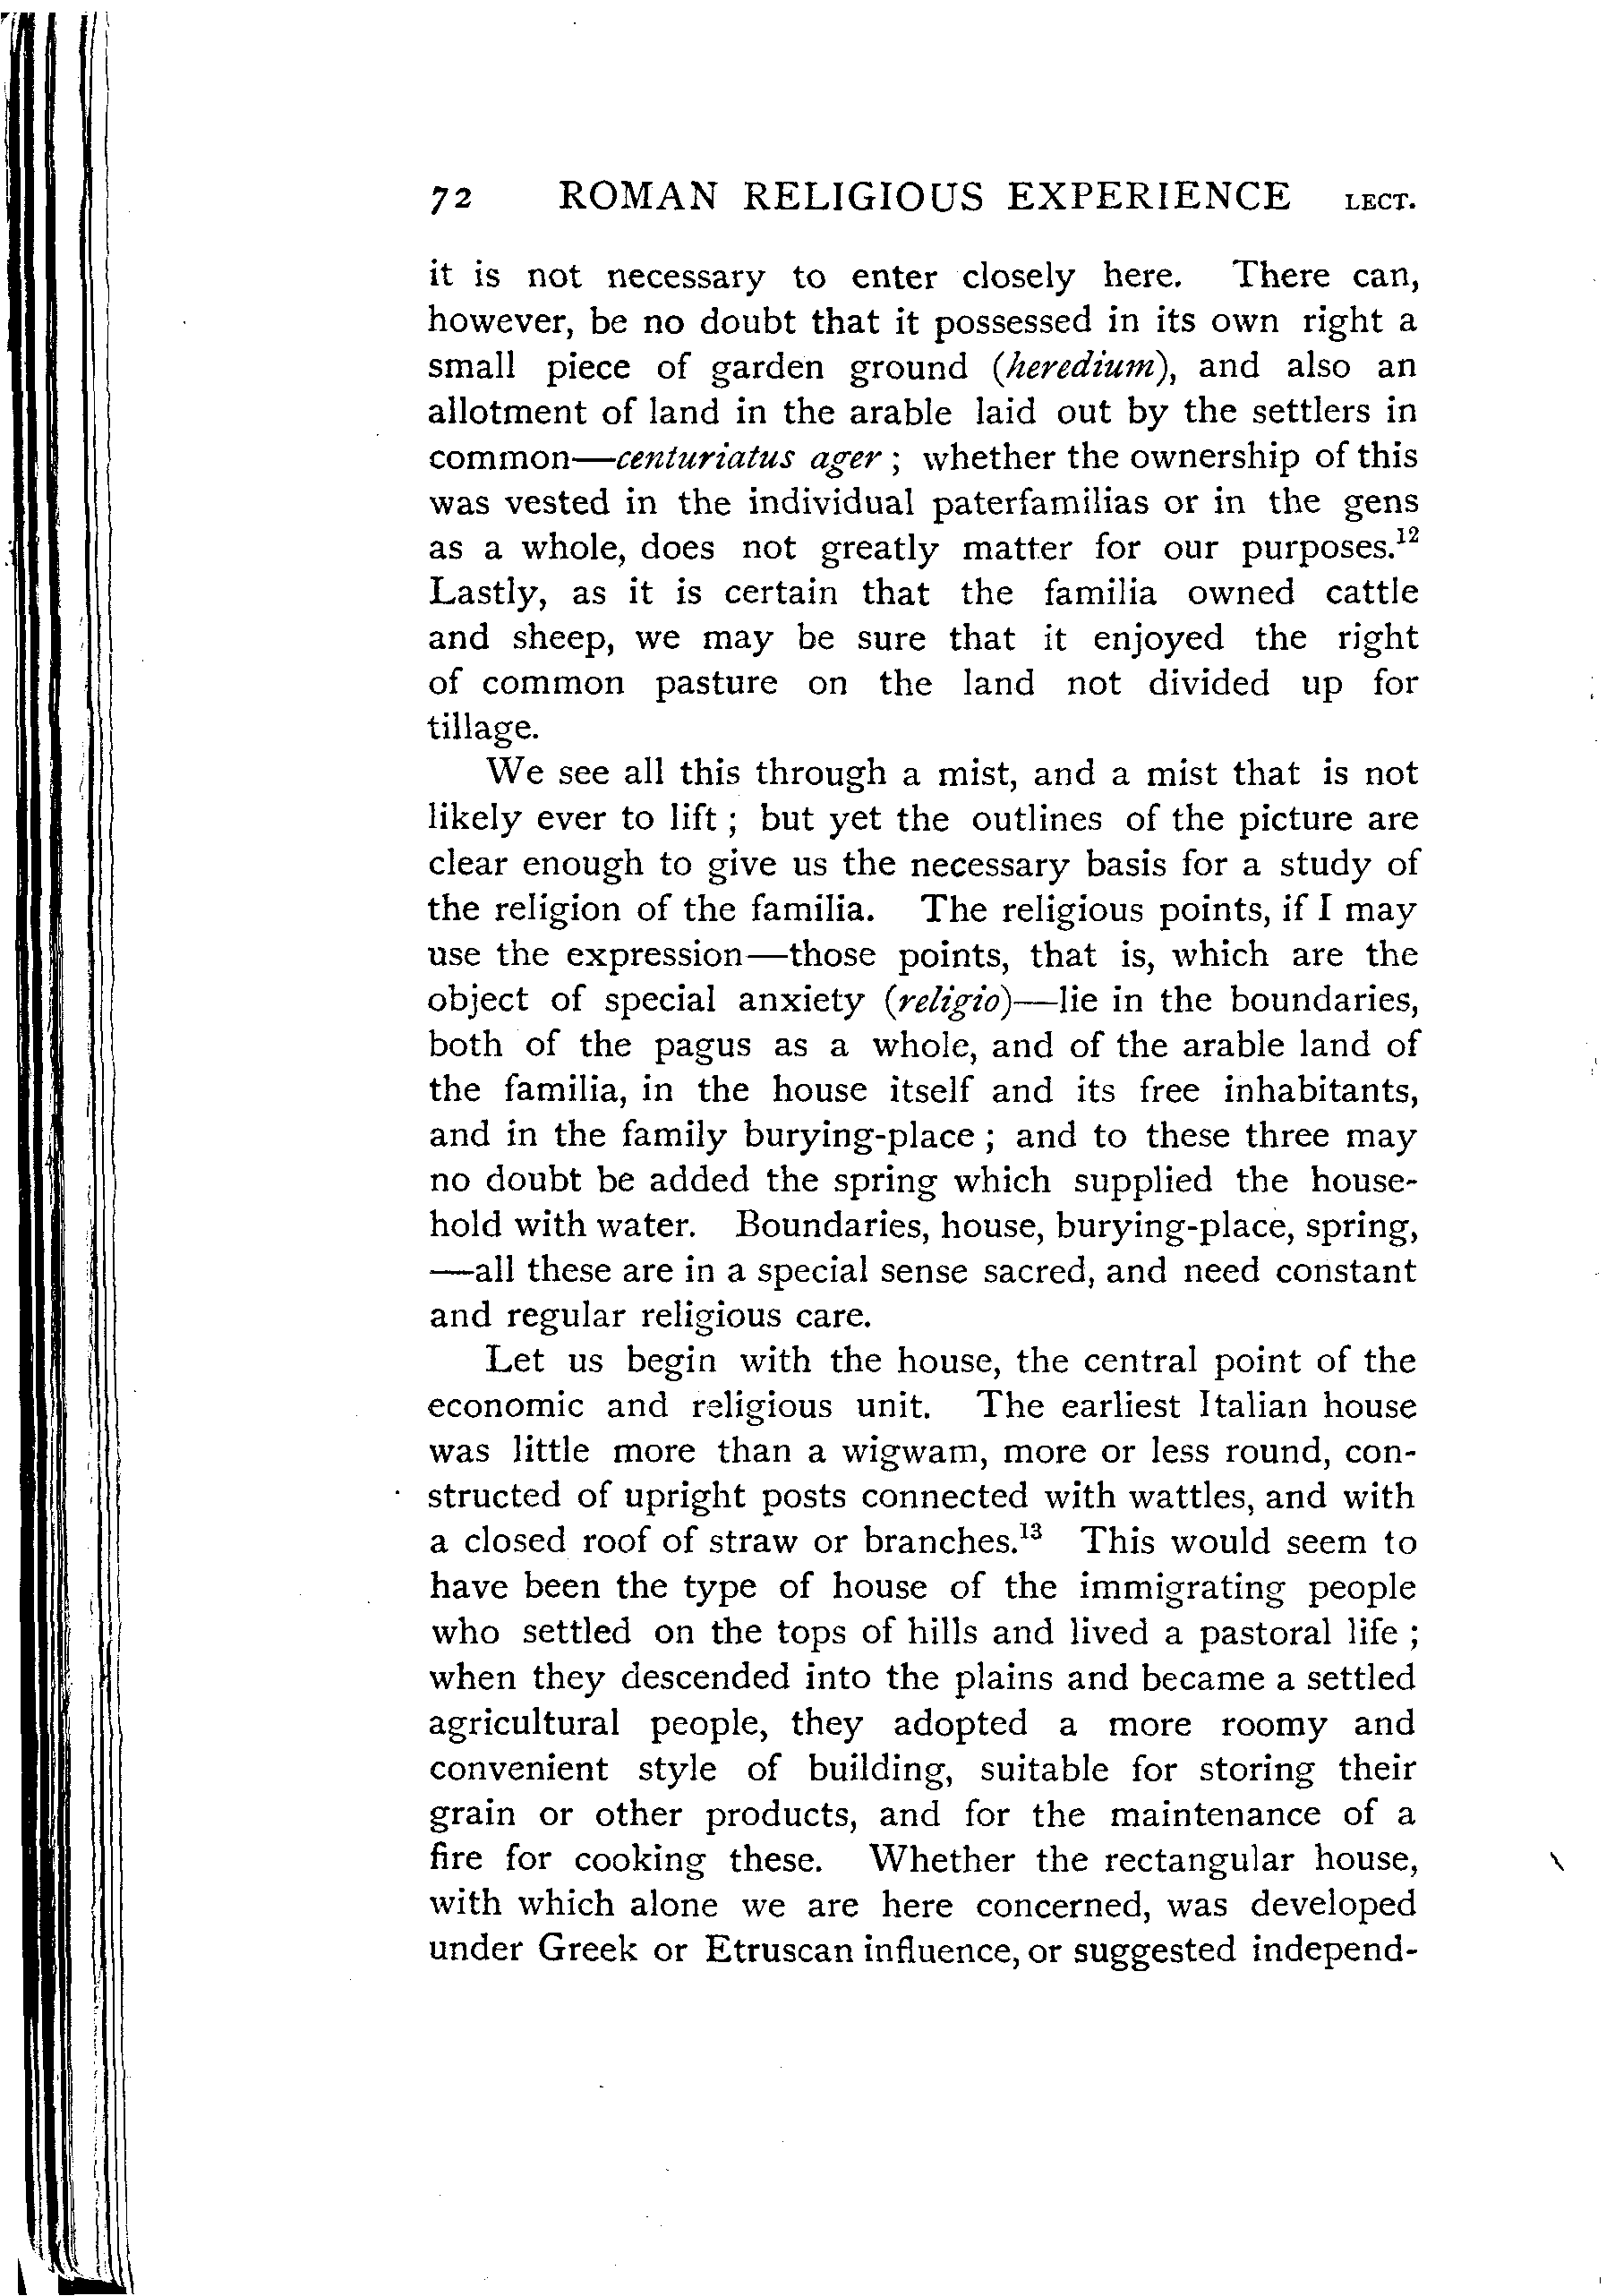 72 ROMAN RELIGIOUS EXPERIENCE LECT.
it is not necessary to enter closely here. There can,
however, be no doubt that it possessed in its own right a
small piece of garden ground (heredium), and also an
allotment of land in the arable laid out by the settlers in
common—centuriatus ager ; whether the ownership of this
was vested in the individual paterfamilias or in the gens
as a whole, does not greatly matter for our purposes.¹²
Lastly, as it is certain that the familia owned cattle
and sheep, we may be sure that it enjoyed the right
of common pasture on the land not divided up for
tillage.
We see all this through a mist, and a mist that is not
likely ever to lift ; but yet the outlines of the picture are
clear enough to give us the necessary basis for a study of
the religion of the familia. The religious points, if I may
use the expression—those points, that is, which are the
object of special anxiety (religio)—lie in the boundaries,
both of the pagus as a whole, and of the arable land of
the familia, in the house itself and its free inhabitants,
and in the family burying-place ; and to these three may
no doubt be added the spring which supplied the house-
hold with water. Boundaries, house, burying-place, spring,
—all these are in a special sense sacred, and need constant
and regular religious care.
Let us begin with the house, the central point of the
economic and religious unit. The earliest Italian house
was little more than a wigwam, more or less round, con-
structed of upright posts connected with wattles, and with
a closed roof of straw or branches.¹³ This would seem to
have been the type of house of the immigrating people
who settled on the tops of hills and lived a pastoral life ;
when they descended into the plains and became a settled
agricultural people, they adopted a more roomy and
convenient style of building, suitable for storing their
grain or other products, and for the maintenance of a
fire for cooking these. Whether the rectangular house,
with which alone we are here concerned, was developed
under Greek or Etruscan influence, or suggested independ-